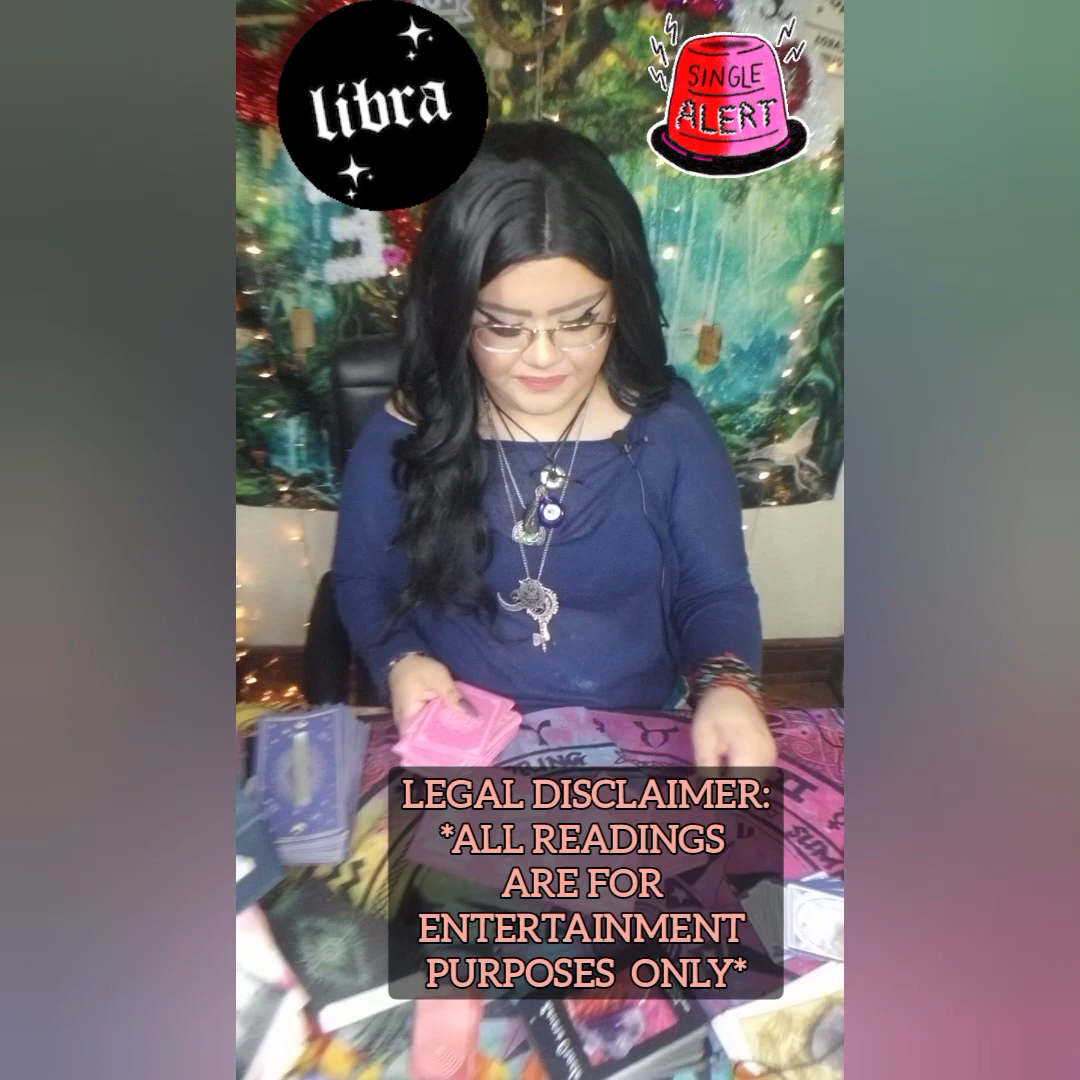 libra
SINGLE
ALERT
LEGAL DISCLAIMER:
*ALL READINGS
ARE FOR
ENTERTAINMENT
PURPOSES ONLY*